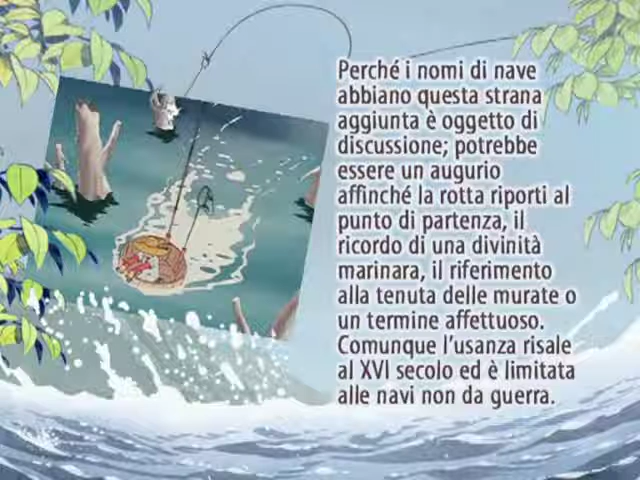 Perché i nomi di nave
abbiano questa strana
aggiunta è oggetto di
discussione; potrebbe
essere un augurio
affinché la rotta riporti al
punto di partenza, il
ricordo di una divinità
marinara, il riferimento
alla tenuta delle murate o
un termine affettuoso.
Comunque l'usanza risale
al XVI secolo ed è limitata
alle navi non da guerra.